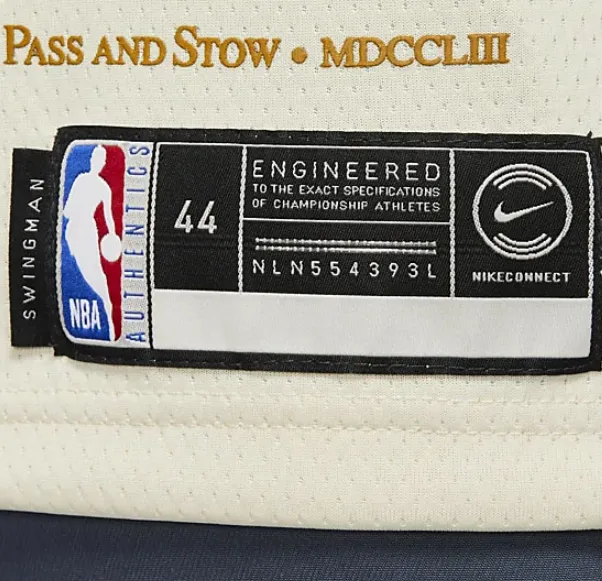 PASS AND STOW • MDCCLIII
SWINGMAN
NBA
AUTHENTICS
44
ENGINEERED
TO THE EXACT SPECIFICATIONS
OF CHAMPIONSHIP ATHLETES
NLN554393L
NIKECONNECT